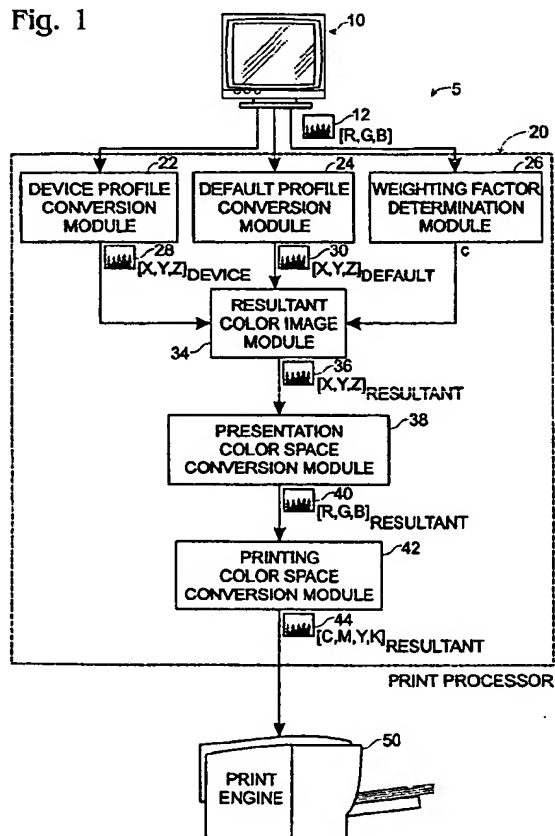 Fig. 1
10
5
12
[R,G,B]
20
22
24
26
DEVICE PROFILE
CONVERSION
MODULE
DEFAULT PROFILE
CONVERSION
MODULE
WEIGHTING FACTOR
DETERMINATION
MODULE
28
[X,Y,Z]DEVICE
30
[X,Y,Z]DEFAULT
c
RESULTANT
COLOR IMAGE
MODULE
34
36
[X,Y,Z]RESULTANT
38
PRESENTATION
COLOR SPACE
CONVERSION MODULE
40
[R,G,B]RESULTANT
42
PRINTING
COLOR SPACE
CONVERSION MODULE
44
[C,M,Y,K]RESULTANT
PRINT PROCESSOR
50
PRINT
ENGINE